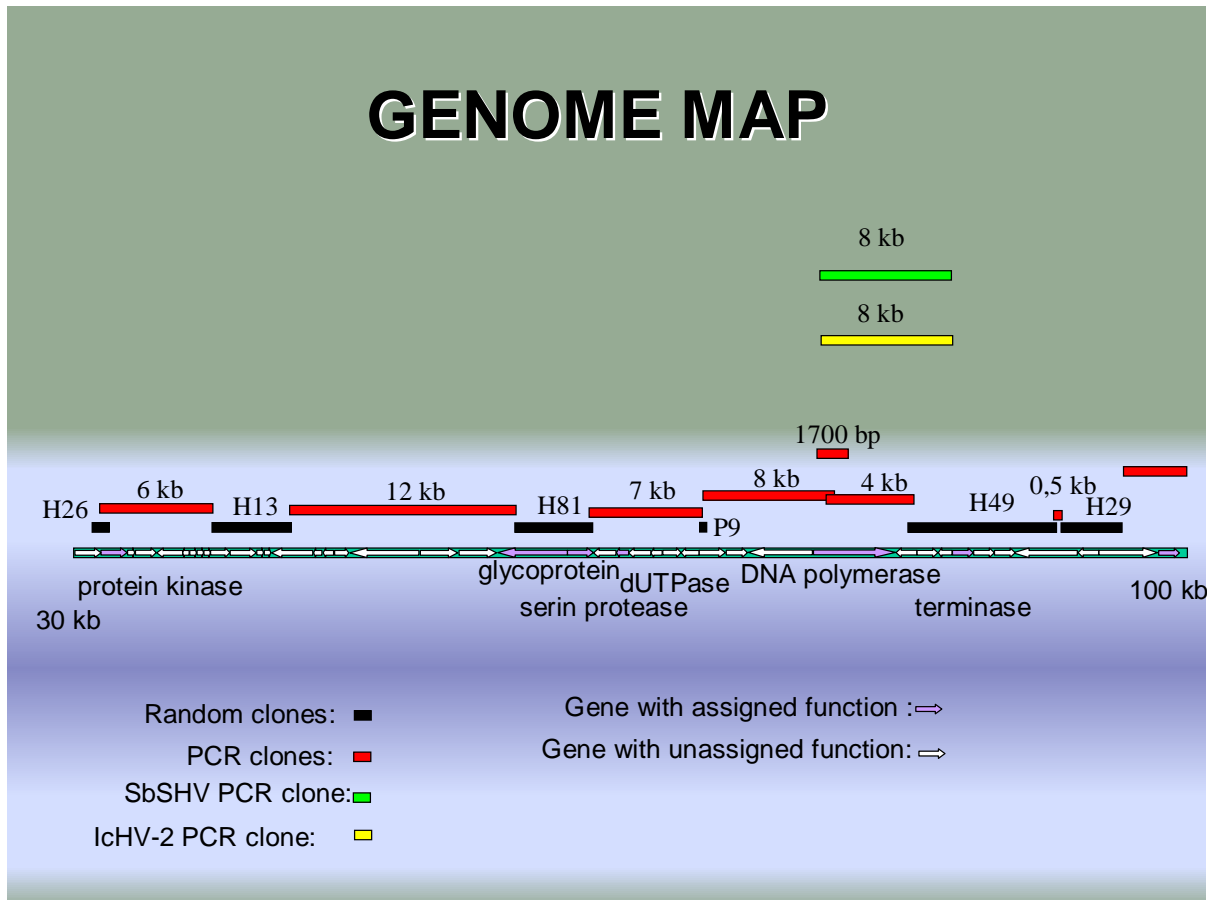 GENOME MAP
8 kb
8 kb
1700 bp
H26 6 kb H13 12 kb H81 7 kb 8 kb P9 4 kb H49 0,5 kb H29
protein kinase glycoprotein dUTPase DNA polymerase 100 kb
30 kb serin protease terminase
Random clones: Gene with assigned function :
PCR clones: Gene with unassigned function:
SbSHV PCR clone:
IcHV-2 PCR clone: